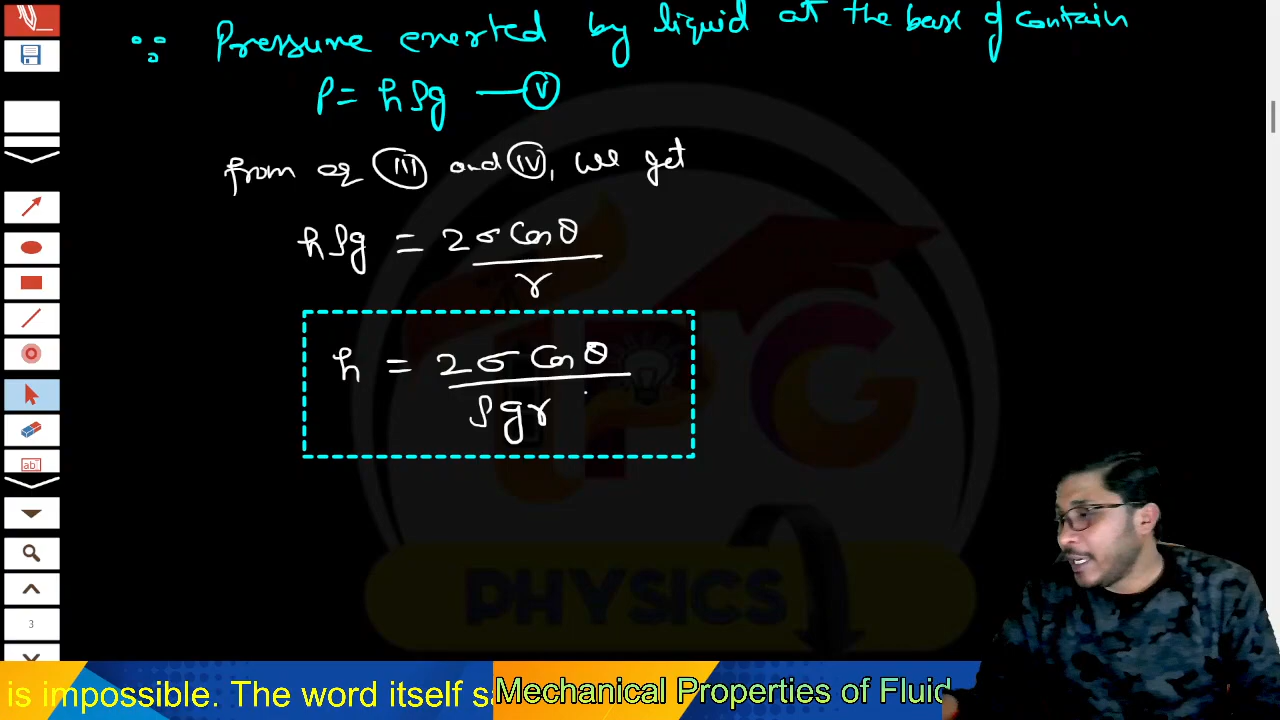 ∵ Pressure exerted by liquid at the base of contain
P = hρg — (V)
from eq (III) and (IV), we get
hρg = 2σ Cosθ / r
h = 2σ Cosθ / ρgr
PHYSICS
ab
3
is impossible. The word itself s
Mechanical Properties of Fluid